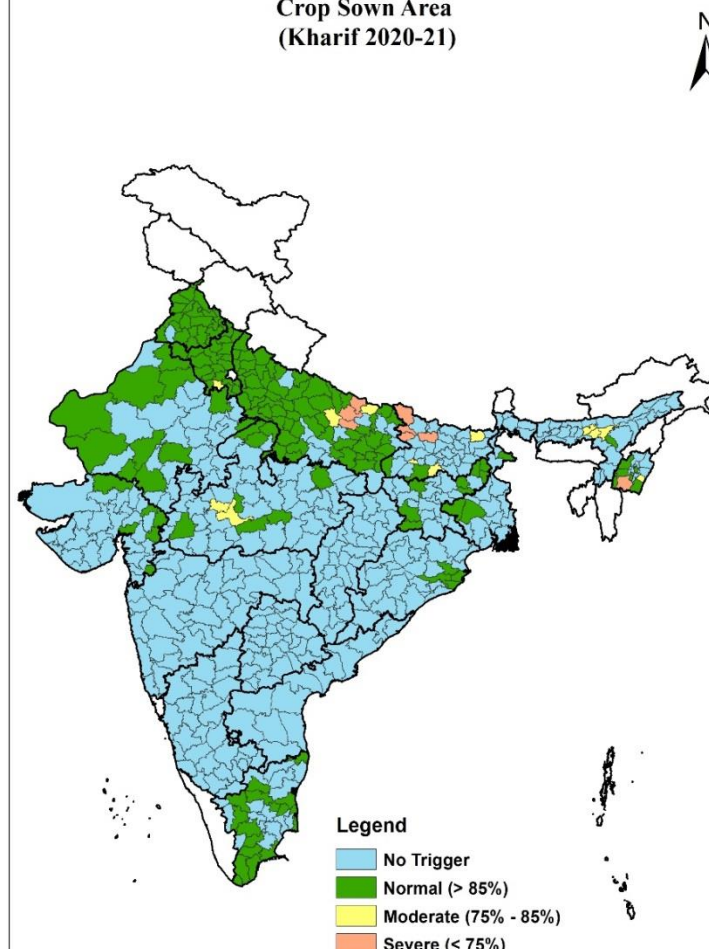 Crop Sown Area
(Kharif 2020-21)
N
Legend
No Trigger
Normal (> 85%)
Moderate (75% - 85%)
Severe (< 75%)